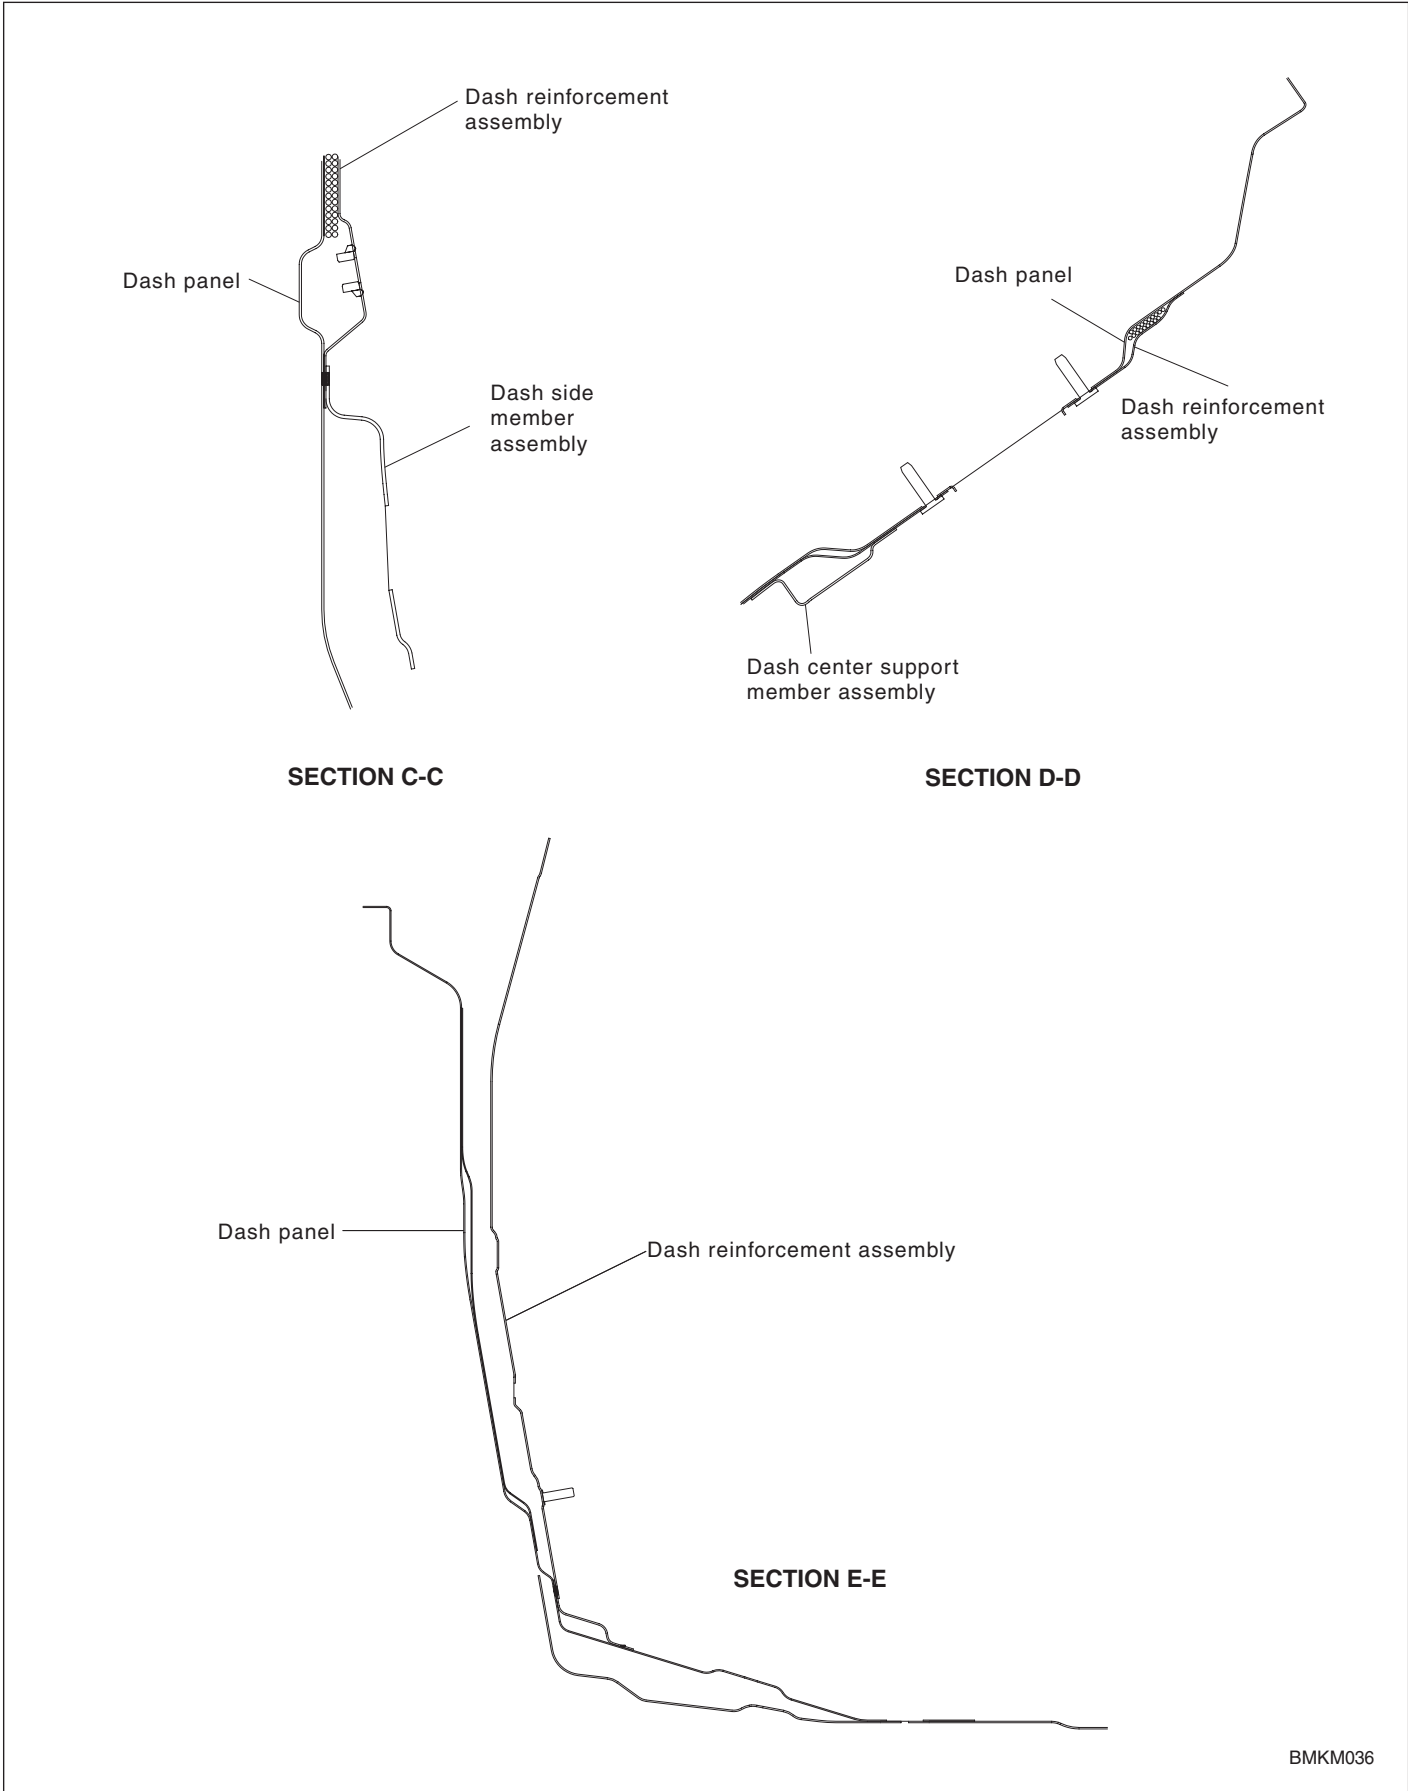 Dash reinforcement
assembly
Dash panel
Dash side
member
assembly
SECTION C-C
Dash panel
Dash reinforcement
assembly
Dash center support
member assembly
SECTION D-D
Dash panel
Dash reinforcement assembly
SECTION E-E
BMKM036